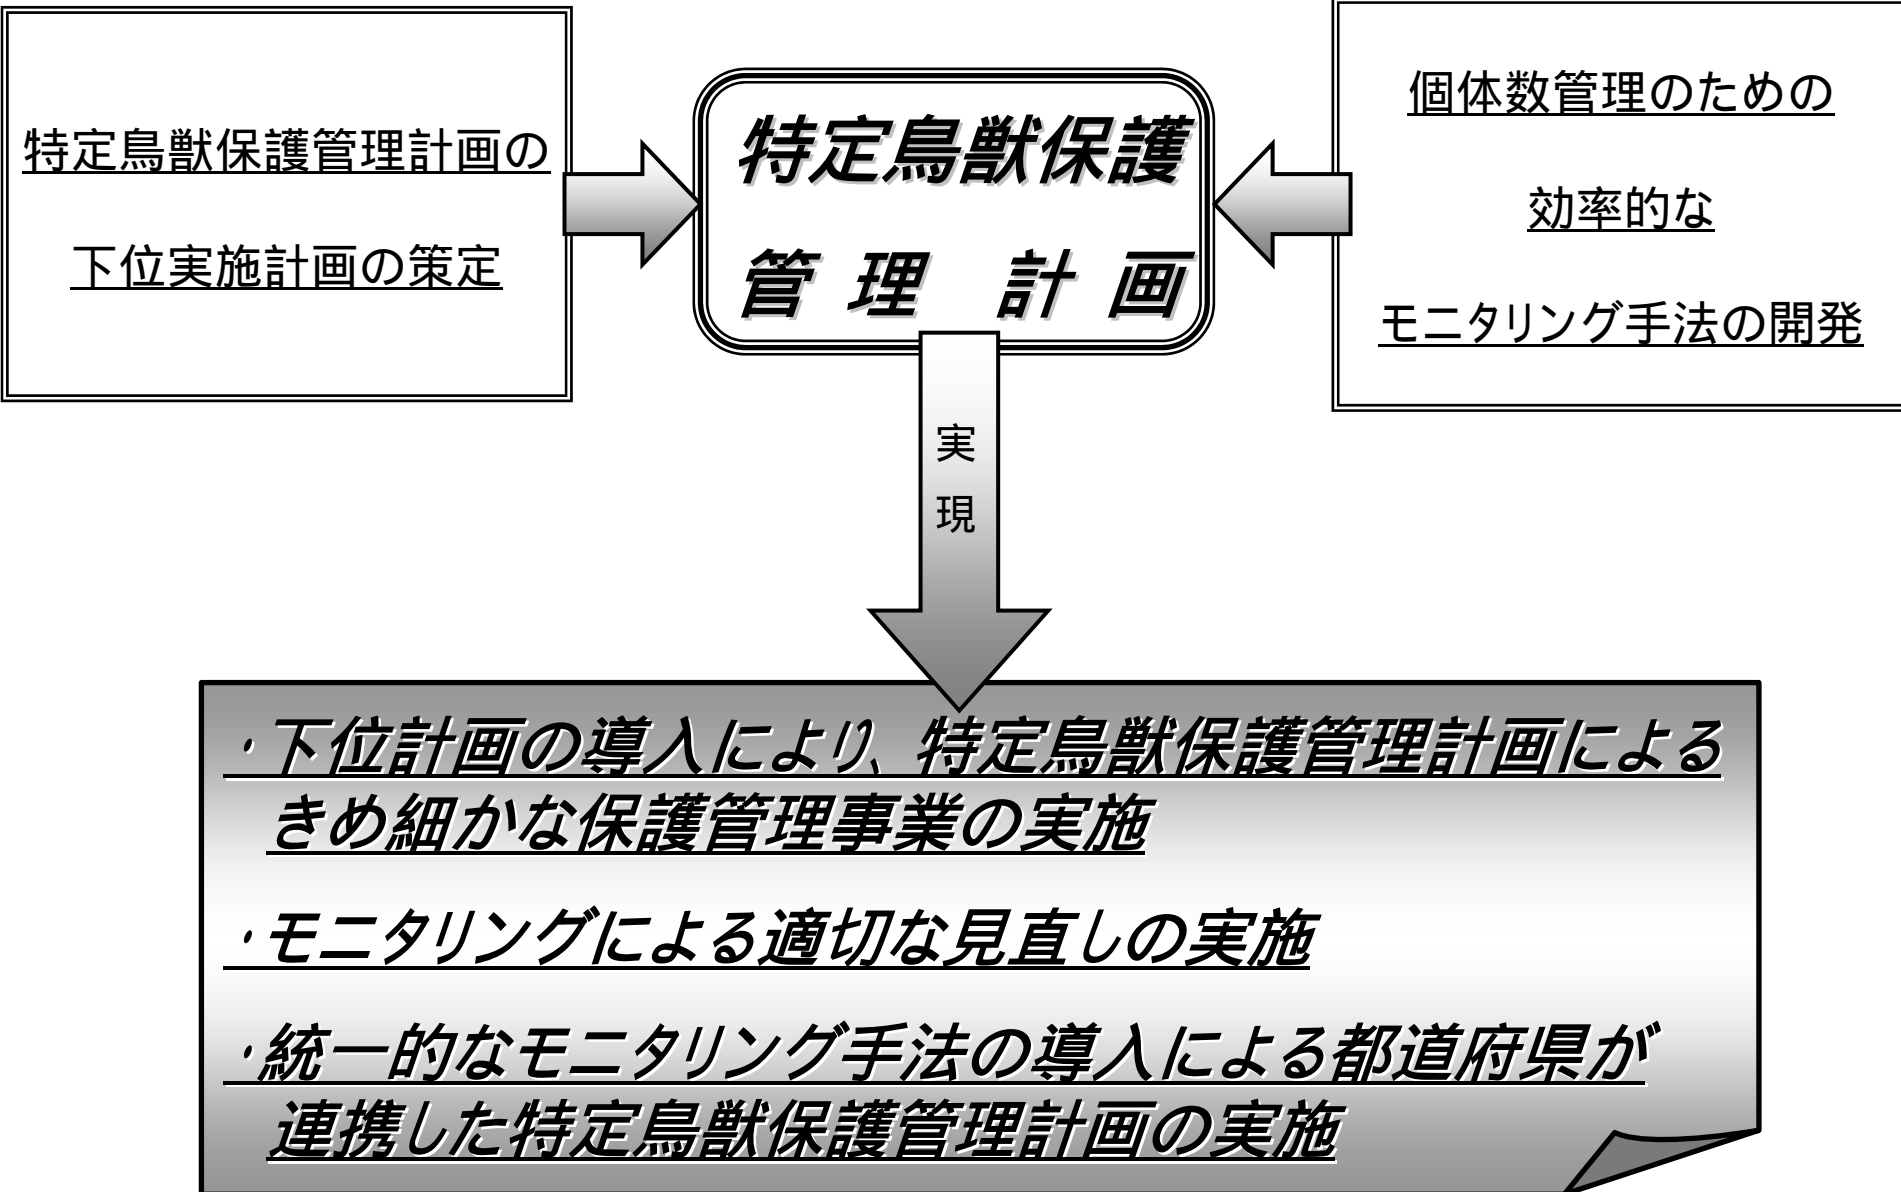 特定鳥獣保護管理計画の
下位実施計画の策定
特定鳥獣保護
管理 計画
個体数管理のための
効率的な
モニタリング手法の開発
実
現
・下位計画の導入により、特定鳥獣保護管理計画による
きめ細かな保護管理事業の実施
・モニタリングによる適切な見直しの実施
・統一的なモニタリング手法の導入による都道府県が
連携した特定鳥獣保護管理計画の実施